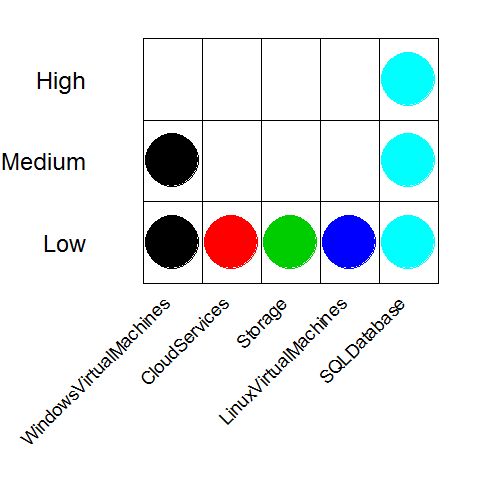 High
Medium
Low
WindowsVirtualMachines
CloudServices
Storage
LinuxVirtualMachines
SQLDatabase